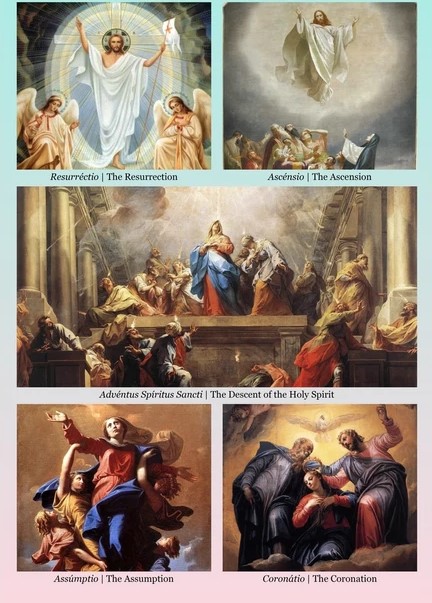 Resurréctio | The Resurrection
Ascénsio | The Ascension
Advéntus Spíritus Sancti | The Descent of the Holy Spirit
Assúmptio | The Assumption
Coronátio | The Coronation